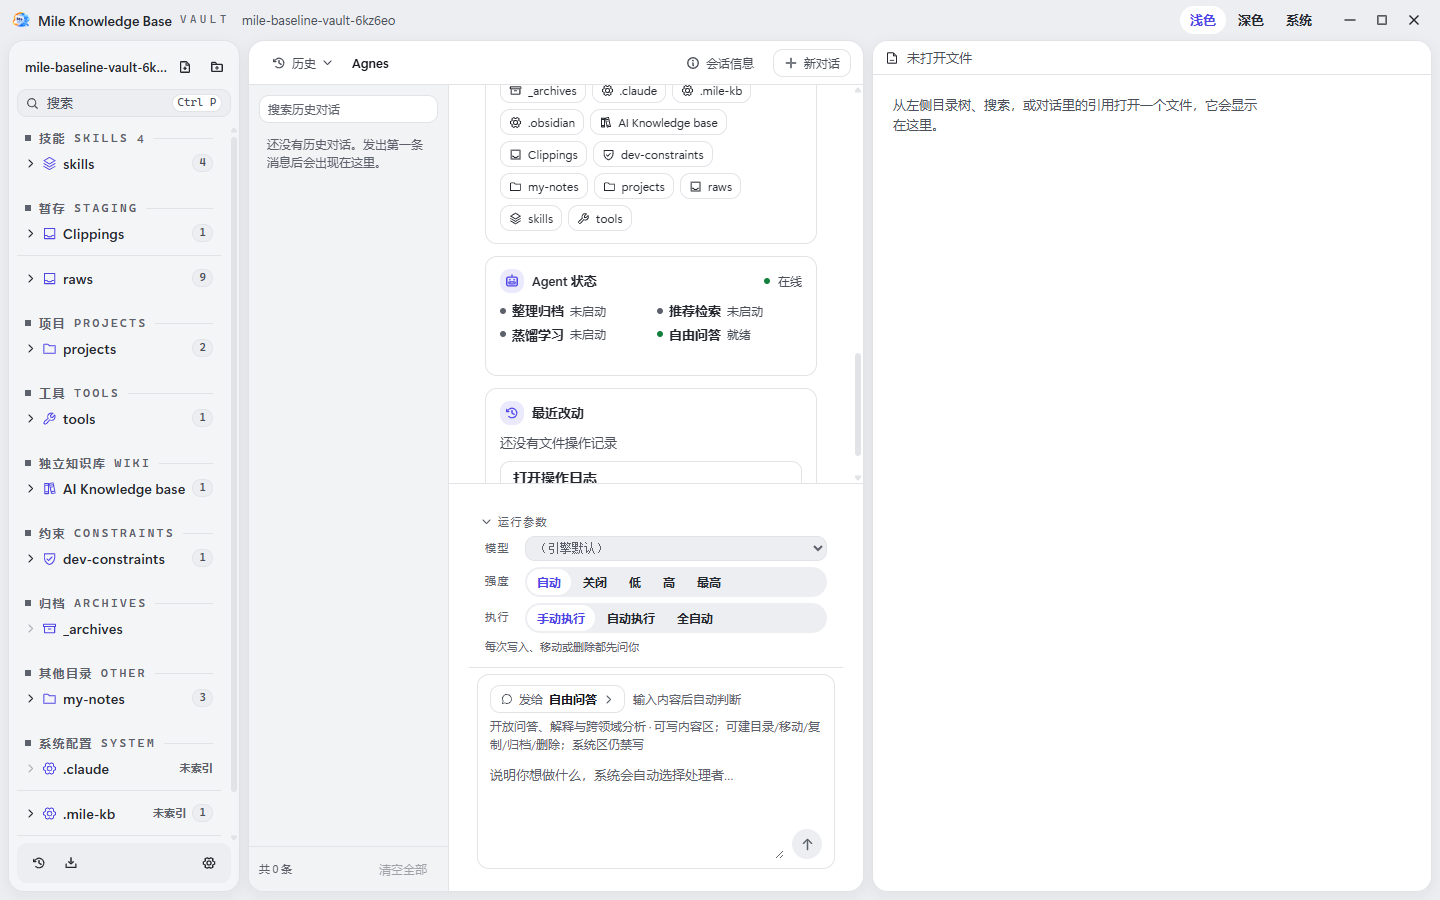 Mile Knowledge Base VAULT mile-baseline-vault-6kz6eo
浅色 深色 系统
mile-baseline-vault-6k...
搜索 Ctrl P
技能 SKILLS 4
skills 4
暂存 STAGING
Clippings 1
raws 9
项目 PROJECTS
projects 2
工具 TOOLS
tools 1
独立知识库 WIKI
AI Knowledge base 1
约束 CONSTRAINTS
dev-constraints 1
归档 ARCHIVES
_archives
其他目录 OTHER
my-notes 3
系统配置 SYSTEM
.claude 未索引
.mile-kb 未索引 1
历史 Agnes 会话信息 新对话
搜索历史对话
还没有历史对话。发出第一条
消息后会出现在这里。
共 0 条 清空全部
_archives .claude .mile-kb
.obsidian AI Knowledge base
Clippings dev-constraints
my-notes projects raws
skills tools
Agent 状态 在线
整理归档 未启动 推荐检索 未启动
蒸馏学习 未启动 自由问答 就绪
最近改动
还没有文件操作记录
打开操作日志
运行参数
模型 （引擎默认）
强度 自动 关闭 低 高 最高
执行 手动执行 自动执行 全自动
每次写入、移动或删除都先问你
发给 自由问答 输入内容后自动判断
开放问答、解释与跨领域分析 · 可写内容区；可建目录/移动/复
制/归档/删除；系统区仍禁写
说明你想做什么，系统会自动选择处理者...
未打开文件
从左侧目录树、搜索，或对话里的引用打开一个文件，它会显示
在这里。